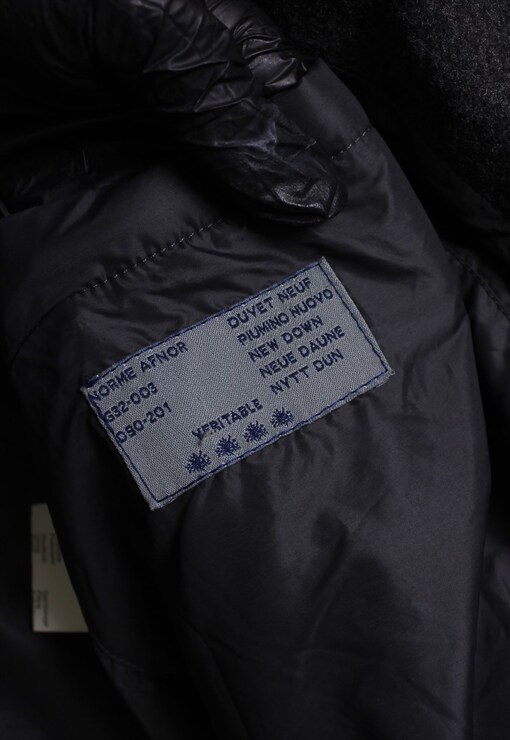 NORME AFNOR
G32-003
090-201
DUVET NEUF
PIUMINO NUOVO
NEW DOWN
NEUE DAUNE
NYTT DUN
VERITABLE